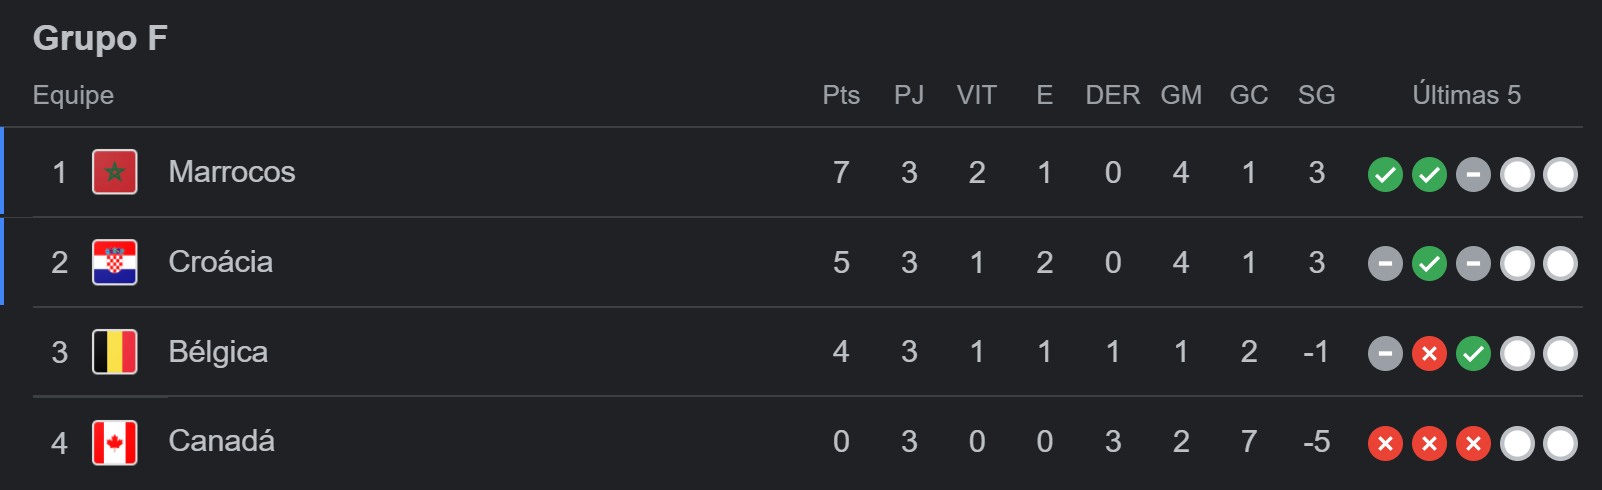 Grupo F
Equipe Pts PJ VIT E DER GM GC SG Últimas 5
1 Marrocos 7 3 2 1 0 4 1 3
2 Croácia 5 3 1 2 0 4 1 3
3 Bélgica 4 3 1 1 1 1 2 -1
4 Canadá 0 3 0 0 3 2 7 -5